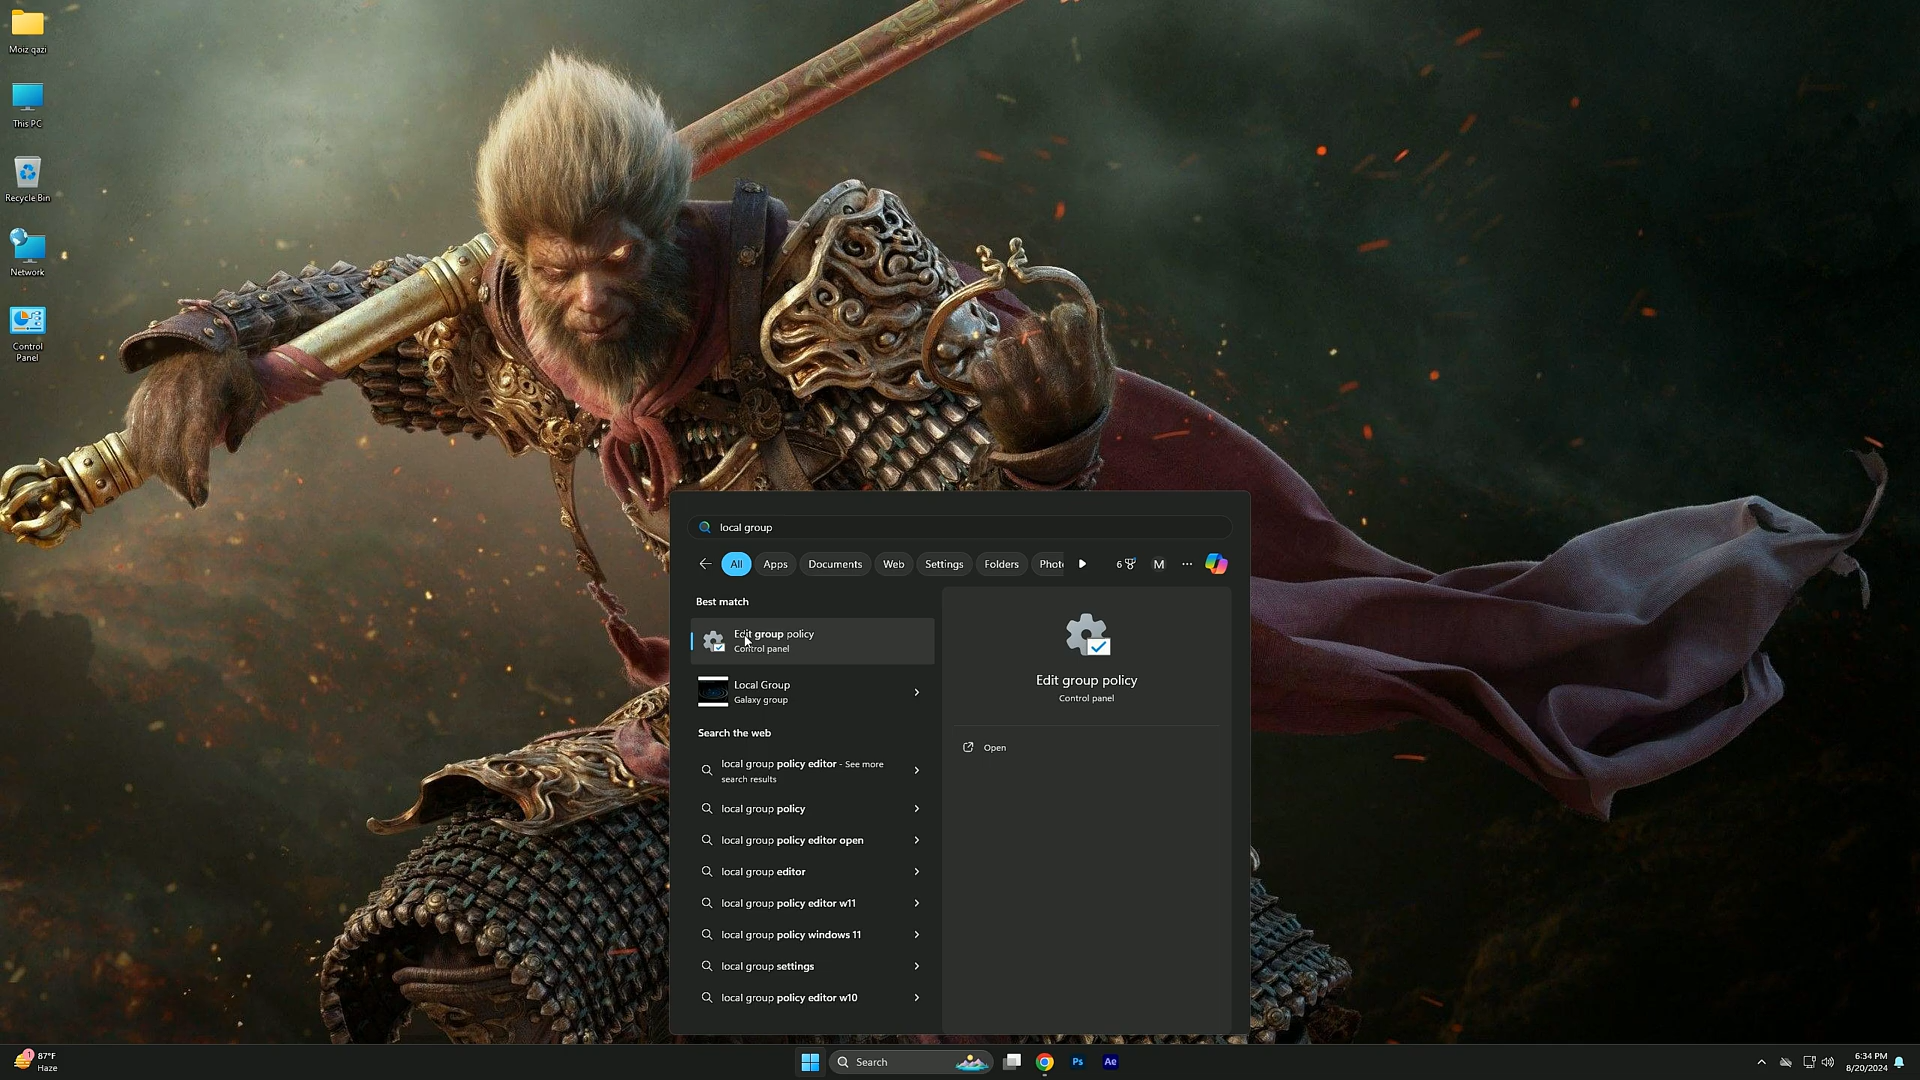 Moiz qazi
This PC
Recycle Bin
Network
Control
Panel
local group
All
Apps
Documents
Web
Settings
Folders
Phot
6
M
Best match
Edit group policy
Control panel
Local Group
Galaxy group
Search the web
local group policy editor - See more
search results
local group policy
local group policy editor open
local group editor
local group policy editor w11
local group policy windows 11
local group settings
local group policy editor w10
Edit group policy
Control panel
Open
1
87°F
Haze
Search
Ps
Ae
6:34 PM
8/20/2024